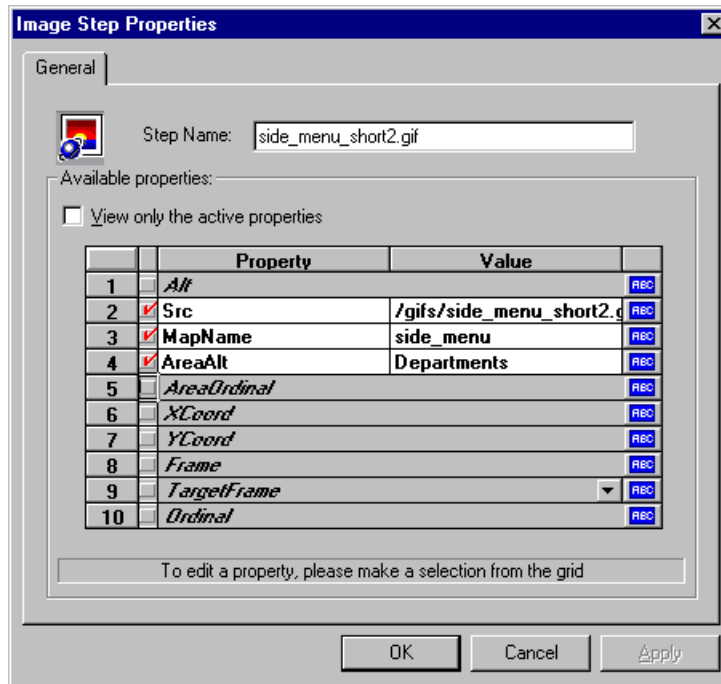 Image Step Properties
General
Step Name: side_menu_short2.gif
Available properties:
View only the active properties
Property Value
1 Alt ABC
2 Src /gifs/side_menu_short2.g ABC
3 MapName side_menu ABC
4 AreaAlt Departments ABC
5 AreaOrdinal ABC
6 XCoord ABC
7 YCoord ABC
8 Frame ABC
9 TargetFrame ABC
10 Ordinal ABC
To edit a property, please make a selection from the grid
OK Cancel Apply